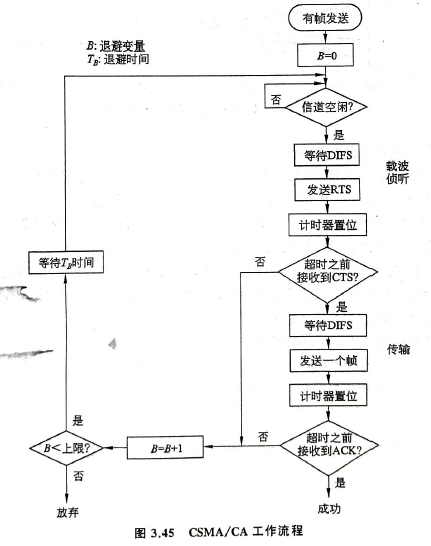 有帧发送
B: 退避变量
T_B: 退避时间
B=0
否
信道空闲?
是
等待DIFS
载波
侦听
发送RTS
计时器置位
等待T_B时间
否
超时之前
接收到CTS?
是
等待DIFS
传输
发送一个帧
计时器置位
是
B<上限?
B=B+1
否
超时之前
接收到ACK?
否
是
放弃
成功
图 3.45 CSMA/CA 工作流程